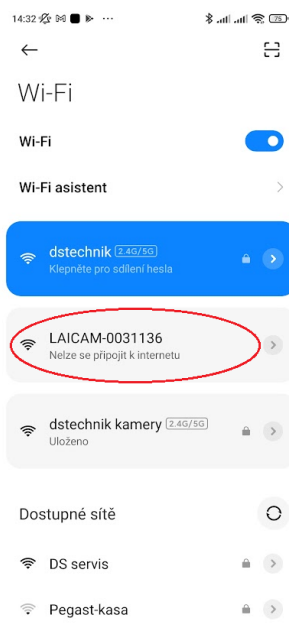 14:32
75
Wi-Fi
Wi-Fi
Wi-Fi asistent
dstechnik 2.4G/5G
Klepněte pro sdílení hesla
LAICAM-0031136
Nelze se připojit k internetu
dstechnik kamery 2.4G/5G
Uloženo
Dostupné sítě
DS servis
Pegast-kasa